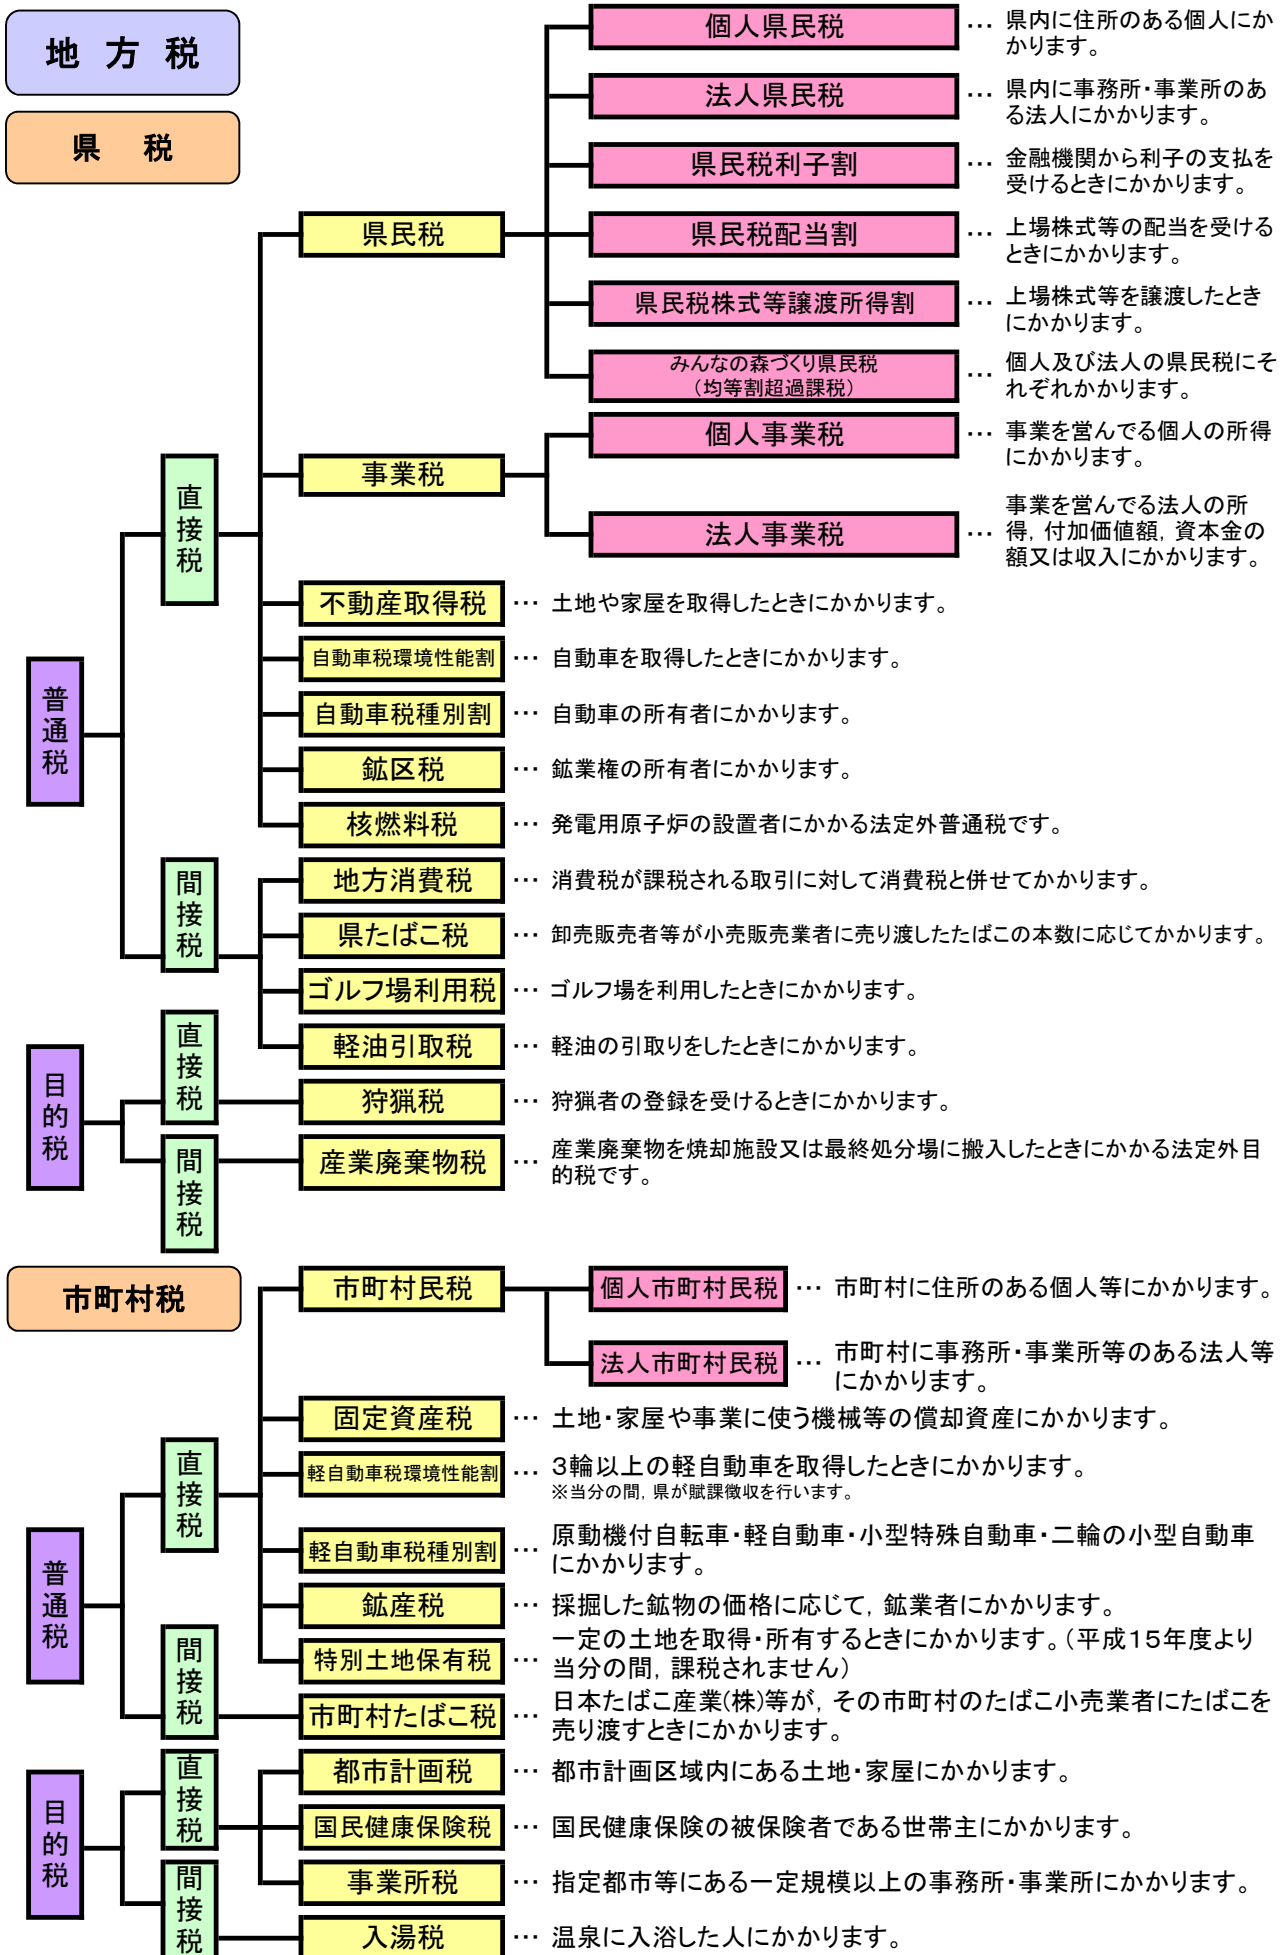 地方税
県税
個人県民税
… 県内に住所のある個人にか
かります。
法人県民税
… 県内に事務所・事業所のあ
る法人にかかります。
県民税利子割
… 金融機関から利子の支払を
受けるときにかかります。
県民税
県民税配当割
… 上場株式等の配当を受ける
ときにかかります。
県民税株式等譲渡所得割
… 上場株式等を譲渡したとき
にかかります。
みんなの森づくり県民税
（均等割超過課税）
… 個人及び法人の県民税にそ
れぞれかかります。
普通税
直接税
事業税
個人事業税
… 事業を営んでる個人の所得
にかかります。
法人事業税
… 事業を営んでる法人の所
得，付加価値額，資本金の
額又は収入にかかります。
不動産取得税
… 土地や家屋を取得したときにかかります。
自動車税環境性能割
… 自動車を取得したときにかかります。
自動車税種別割
… 自動車の所有者にかかります。
鉱区税
… 鉱業権の所有者にかかります。
核燃料税
… 発電用原子炉の設置者にかかる法定外普通税です。
間接税
地方消費税
… 消費税が課税される取引に対して消費税と併せてかかります。
県たばこ税
… 卸売販売者等が小売販売業者に売り渡したたばこの本数に応じてかかります。
ゴルフ場利用税
… ゴルフ場を利用したときにかかります。
軽油引取税
… 軽油の引取りをしたときにかかります。
目的税
直接税
狩猟税
… 狩猟者の登録を受けるときにかかります。
間接税
産業廃棄物税
… 産業廃棄物を焼却施設又は最終処分場に搬入したときにかかる法定外目
的税です。
市町村税
市町村民税
個人市町村民税
… 市町村に住所のある個人等にかかります。
法人市町村民税
… 市町村に事務所・事業所等のある法人等
にかかります。
普通税
直接税
固定資産税
… 土地・家屋や事業に使う機械等の償却資産にかかります。
軽自動車税環境性能割
… ３輪以上の軽自動車を取得したときにかかります。
※当分の間，県が賦課徴収を行います。
軽自動車税種別割
… 原動機付自転車・軽自動車・小型特殊自動車・二輪の小型自動車
にかかります。
鉱産税
… 採掘した鉱物の価格に応じて，鉱業者にかかります。
特別土地保有税
… 一定の土地を取得・所有するときにかかります。（平成１５年度より
当分の間，課税されません）
間接税
市町村たばこ税
… 日本たばこ産業(株)等が，その市町村のたばこ小売業者にたばこを
売り渡すときにかかります。
目的税
直接税
都市計画税
… 都市計画区域内にある土地・家屋にかかります。
国民健康保険税
… 国民健康保険の被保険者である世帯主にかかります。
事業所税
… 指定都市等にある一定規模以上の事務所・事業所にかかります。
間接税
入湯税
… 温泉に入浴した人にかかります。